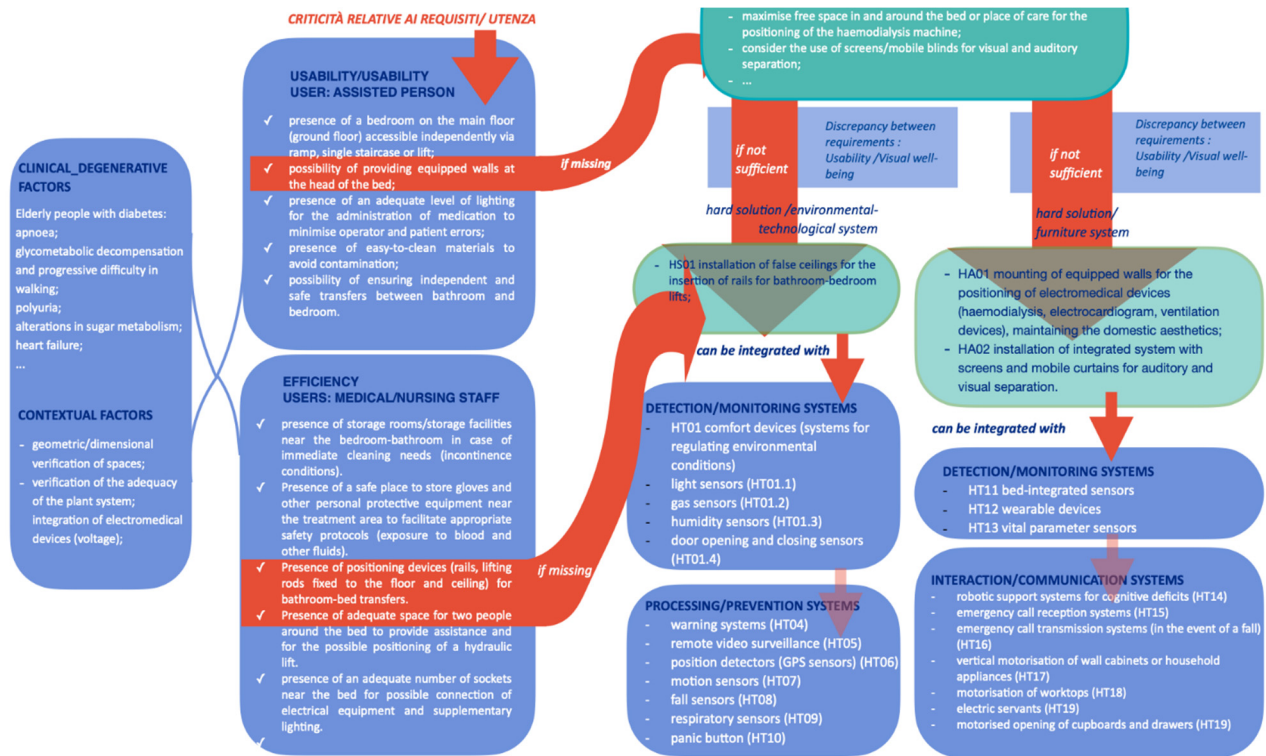 CRITICITÀ RELATIVE AI REQUISITI/ UTENZA
CLINICAL_DEGENERATIVE
FACTORS
Elderly people with diabetes:
apnoea;
glycometabolic decompensation
and progressive difficulty in
walking;
polyuria;
alterations in sugar metabolism;
heart failure;
...
CONTEXTUAL FACTORS
- geometric/dimensional
verification of spaces;
- verification of the adequacy
of the plant system;
integration of electromedical
devices (voltage);
USABILITY/USABILITY
USER: ASSISTED PERSON
✓ presence of a bedroom on the main floor
(ground floor) accessible independently via
ramp, single staircase or lift;
✓ possibility of providing equipped walls at
the head of the bed;
✓ presence of an adequate level of lighting
for the administration of medication to
minimise operator and patient errors;
✓ presence of easy-to-clean materials to
avoid contamination;
✓ possibility of ensuring independent and
safe transfers between bathroom and
bedroom.
if missing
EFFICIENCY
USERS: MEDICAL/NURSING STAFF
✓ presence of storage rooms/storage facilities
near the bedroom-bathroom in case of
immediate cleaning needs (incontinence
conditions).
✓ Presence of a safe place to store gloves and
other personal protective equipment near
the treatment area to facilitate appropriate
safety protocols (exposure to blood and
other fluids).
✓ Presence of positioning devices (rails, lifting
rods fixed to the floor and ceiling) for
bathroom-bed transfers.
✓ Presence of adequate space for two people
around the bed to provide assistance and
for the possible positioning of a hydraulic
lift.
✓ presence of an adequate number of sockets
near the bed for possible connection of
electrical equipment and supplementary
lighting.
✓
if missing
- maximise free space in and around the bed or place of care for the
positioning of the haemodialysis machine;
- consider the use of screens/mobile blinds for visual and auditory
separation;
- ...
if not
sufficient
Discrepancy between
requirements :
Usability /Visual well-
being
hard solution /environmental-
technological system
- HS01 installation of false ceilings for the
insertion of rails for bathroom-bedroom
lifts;
can be integrated with
DETECTION/MONITORING SYSTEMS
- HT01 comfort devices (systems for
regulating environmental
conditions)
- light sensors (HT01.1)
- gas sensors (HT01.2)
- humidity sensors (HT01.3)
- door opening and closing sensors
(HT01.4)
PROCESSING/PREVENTION SYSTEMS
- warning systems (HT04)
- remote video surveillance (HT05)
- position detectors (GPS sensors) (HT06)
- motion sensors (HT07)
- fall sensors (HT08)
- respiratory sensors (HT09)
- panic button (HT10)
if not
sufficient
Discrepancy between
requirements :
Usability /Visual well-
being
hard solution/
furniture system
- HA01 mounting of equipped walls for the
positioning of electromedical devices
(haemodialysis, electrocardiogram, ventilation
devices), maintaining the domestic aesthetics;
- HA02 installation of integrated system with
screens and mobile curtains for auditory and
visual separation.
can be integrated with
DETECTION/MONITORING SYSTEMS
- HT11 bed-integrated sensors
- HT12 wearable devices
- HT13 vital parameter sensors
INTERACTION/COMMUNICATION SYSTEMS
- robotic support systems for cognitive deficits (HT14)
- emergency call reception systems (HT15)
- emergency call transmission systems (in the event of a fall)
(HT16)
- vertical motorisation of wall cabinets or household
appliances (HT17)
- motorisation of worktops (HT18)
- electric servants (HT19)
- motorised opening of cupboards and drawers (HT19)